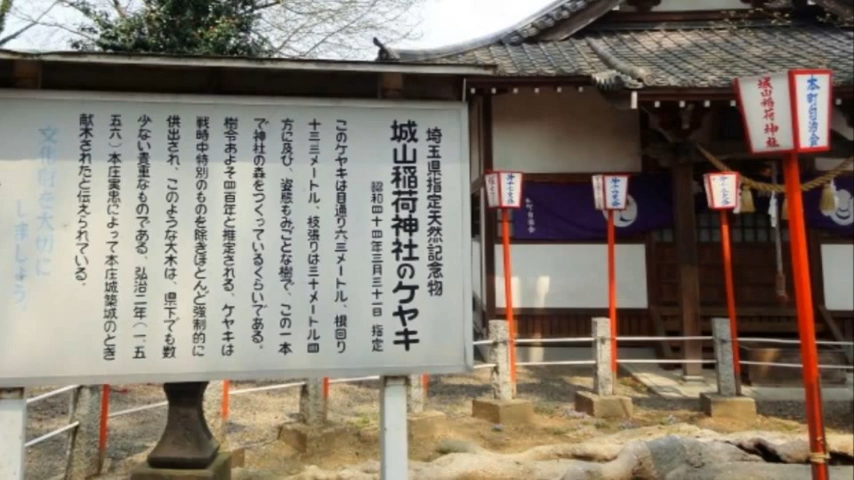 埼玉県指定天然記念物
城山稲荷神社のケヤキ
昭和四十四年三月三十一日 指定
このケヤキは目通り六三メートル、根回り
十三三メートル、枝張りは三十メートル四
方に及び、姿態もみごとな樹で、この一本
で神社の森をつくっているくらいである。
樹令およそ四百年と推定される、ケヤキは
戦時中特別のものを除きほとんど強制的に
供出され、このような大木は、県下でも数
少ない貴重なものである。弘治二年（一五
五六）本庄実忠によって本庄城築城のとき
献木されたと伝えられている。
文化財を大切に
しましょう。
城山稲荷神社
本町自治会